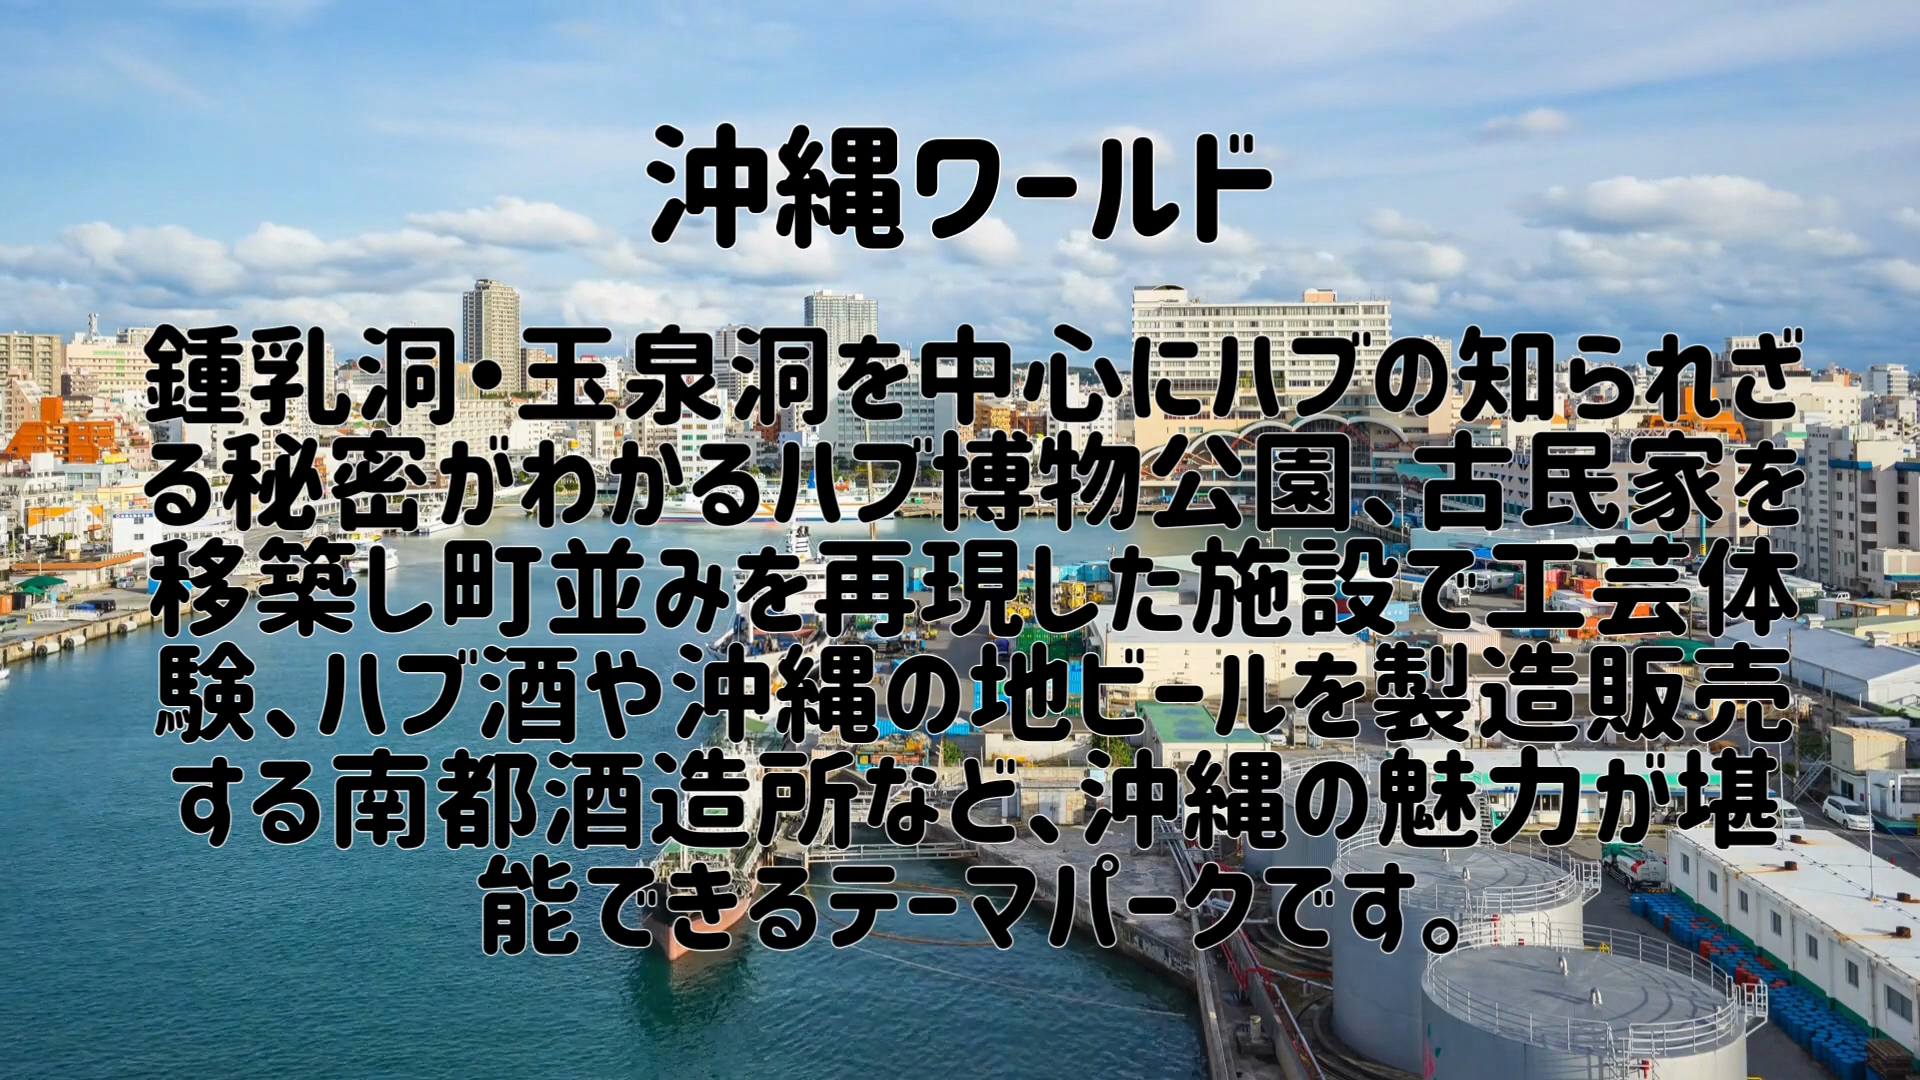 沖縄ワールド
鍾乳洞・玉泉洞を中心にハブの知られざ
る秘密がわかるハブ博物公園、古民家を
移築し町並みを再現した施設で工芸体
験、ハブ酒や沖縄の地ビールを製造販売
する南都酒造所など、沖縄の魅力が堪
能できるテーマパークです。